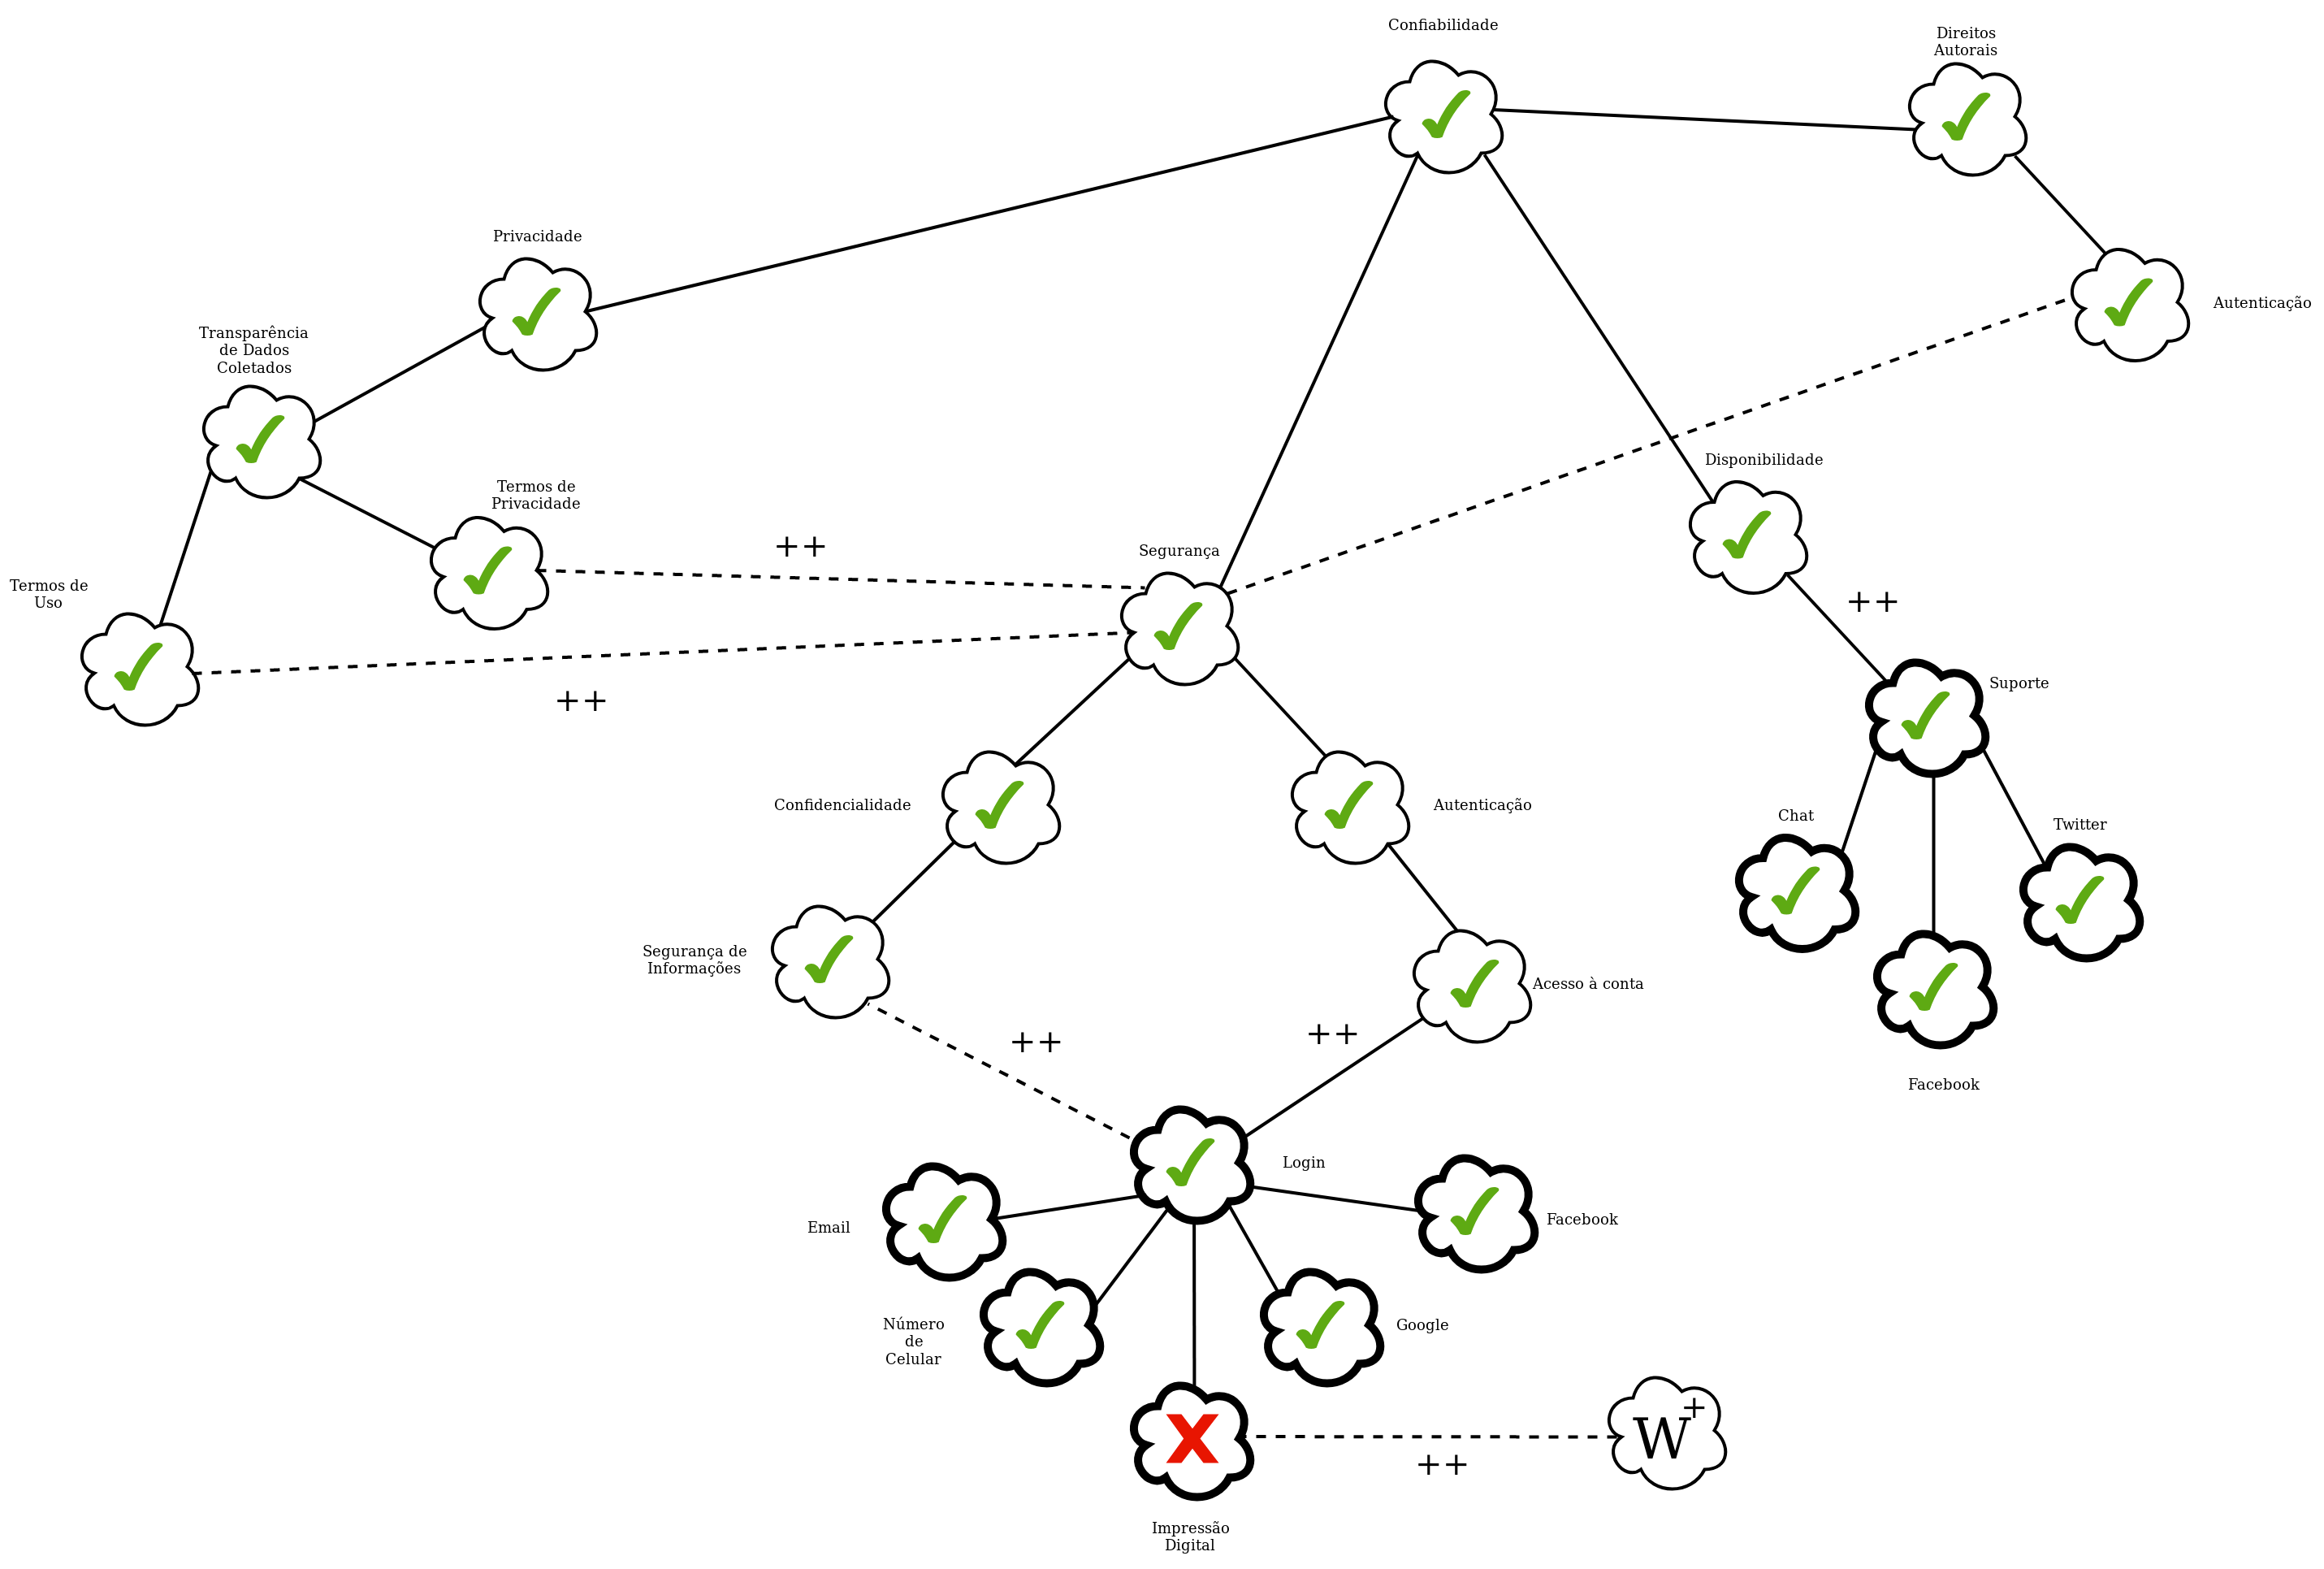 Confiabilidade
Direitos
Autorais
Privacidade
Autenticação
Transparência
de Dados
Coletados
Disponibilidade
Termos de
Privacidade
++
Segurança
Termos de
Uso
++
++
Suporte
Confidencialidade
Autenticação
Chat
Twitter
Segurança de
Informações
Acesso à conta
++
++
Facebook
Login
Email
Facebook
Número
de
Celular
Google
X
W+
++
Impressão
Digital